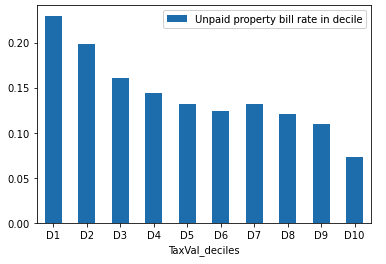 Unpaid property bill rate in decile
0.20
0.15
0.10
0.05
0.00
D1 D2 D3 D4 D5 D6 D7 D8 D9 D10
TaxVal_deciles